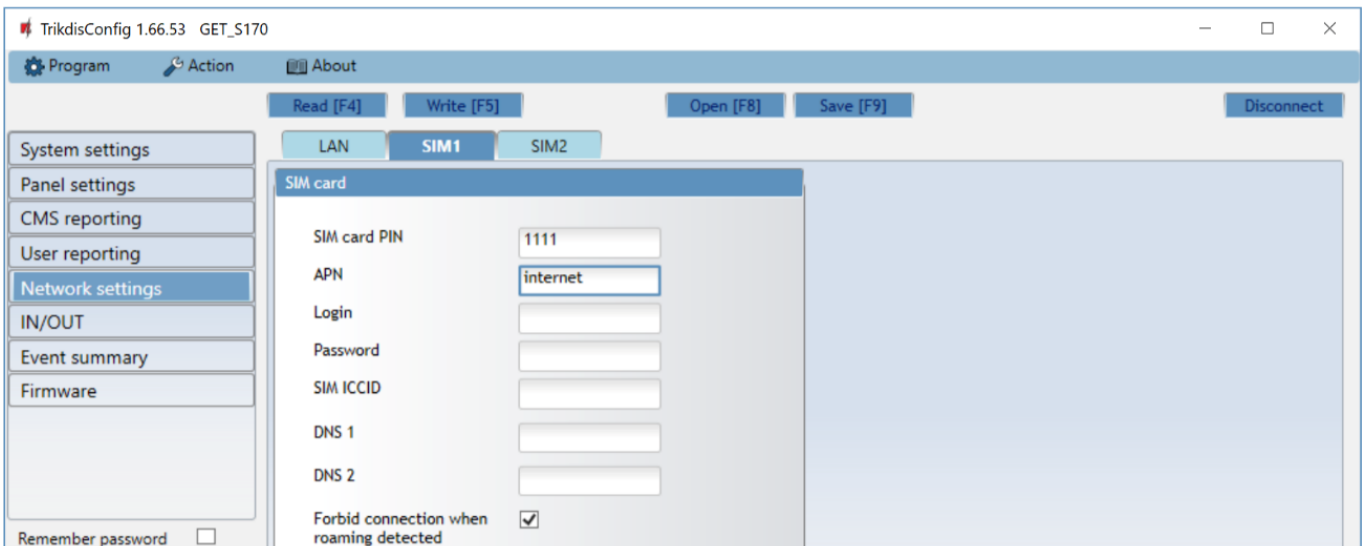 TrikdisConfig 1.66.53 GET_S170
Program Action About
Read [F4] Write [F5] Open [F8] Save [F9] Disconnect
LAN SIM1 SIM2
System settings
Panel settings
CMS reporting
User reporting
Network settings
IN/OUT
Event summary
Firmware
Remember password
SIM card
SIM card PIN 1111
APN internet
Login
Password
SIM ICCID
DNS 1
DNS 2
Forbid connection when
roaming detected